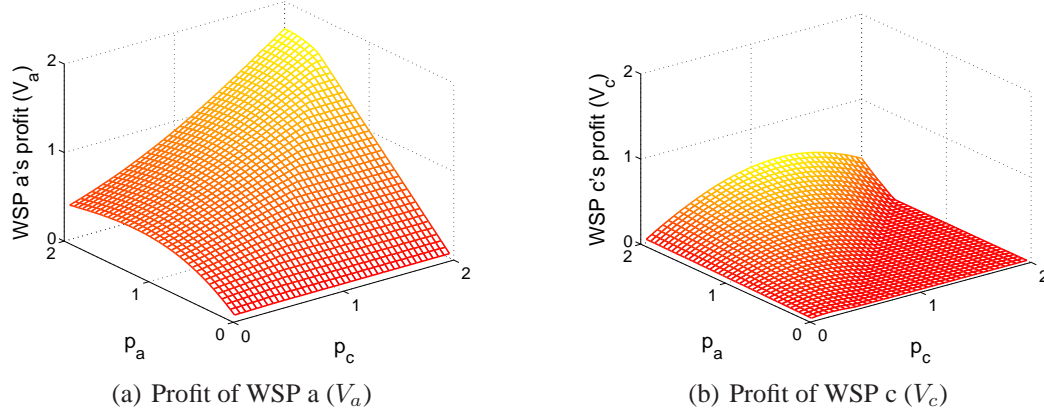 2
1
0
2
1
0
0
1
2
WSP a's profit (V_a)
p_a
p_c
(a) Profit of WSP a (V_a)
2
1
0
2
1
0
0
1
2
WSP c's profit (V_c)
p_a
p_c
(b) Profit of WSP c (V_c)